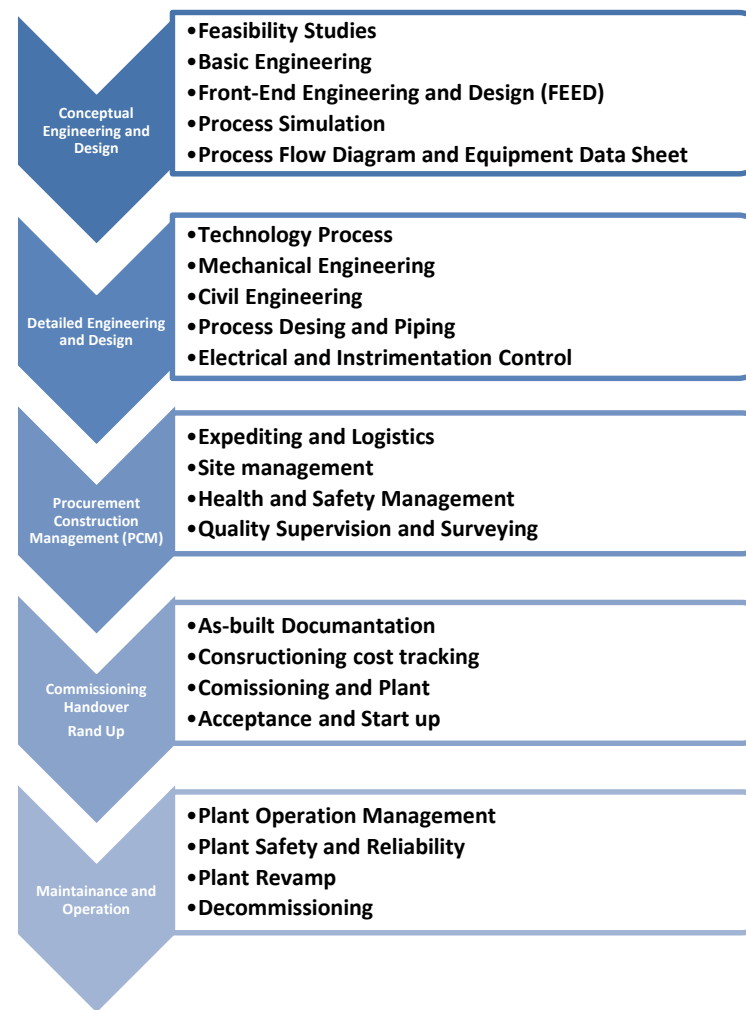 Conceptual
Engineering and
Design
•Feasibility Studies
•Basic Engineering
•Front-End Engineering and Design (FEED)
•Process Simulation
•Process Flow Diagram and Equipment Data Sheet
Detailed Engineering
and Design
•Technology Process
•Mechanical Engineering
•Civil Engineering
•Process Desing and Piping
•Electrical and Instrimentation Control
Procurement
Construction
Management (PCM)
•Expediting and Logistics
•Site management
•Health and Safety Management
•Quality Supervision and Surveying
Commissioning
Handover
Rand Up
•As-built Documantation
•Consructioning cost tracking
•Comissioning and Plant
•Acceptance and Start up
Maintainance and
Operation
•Plant Operation Management
•Plant Safety and Reliability
•Plant Revamp
•Decommissioning